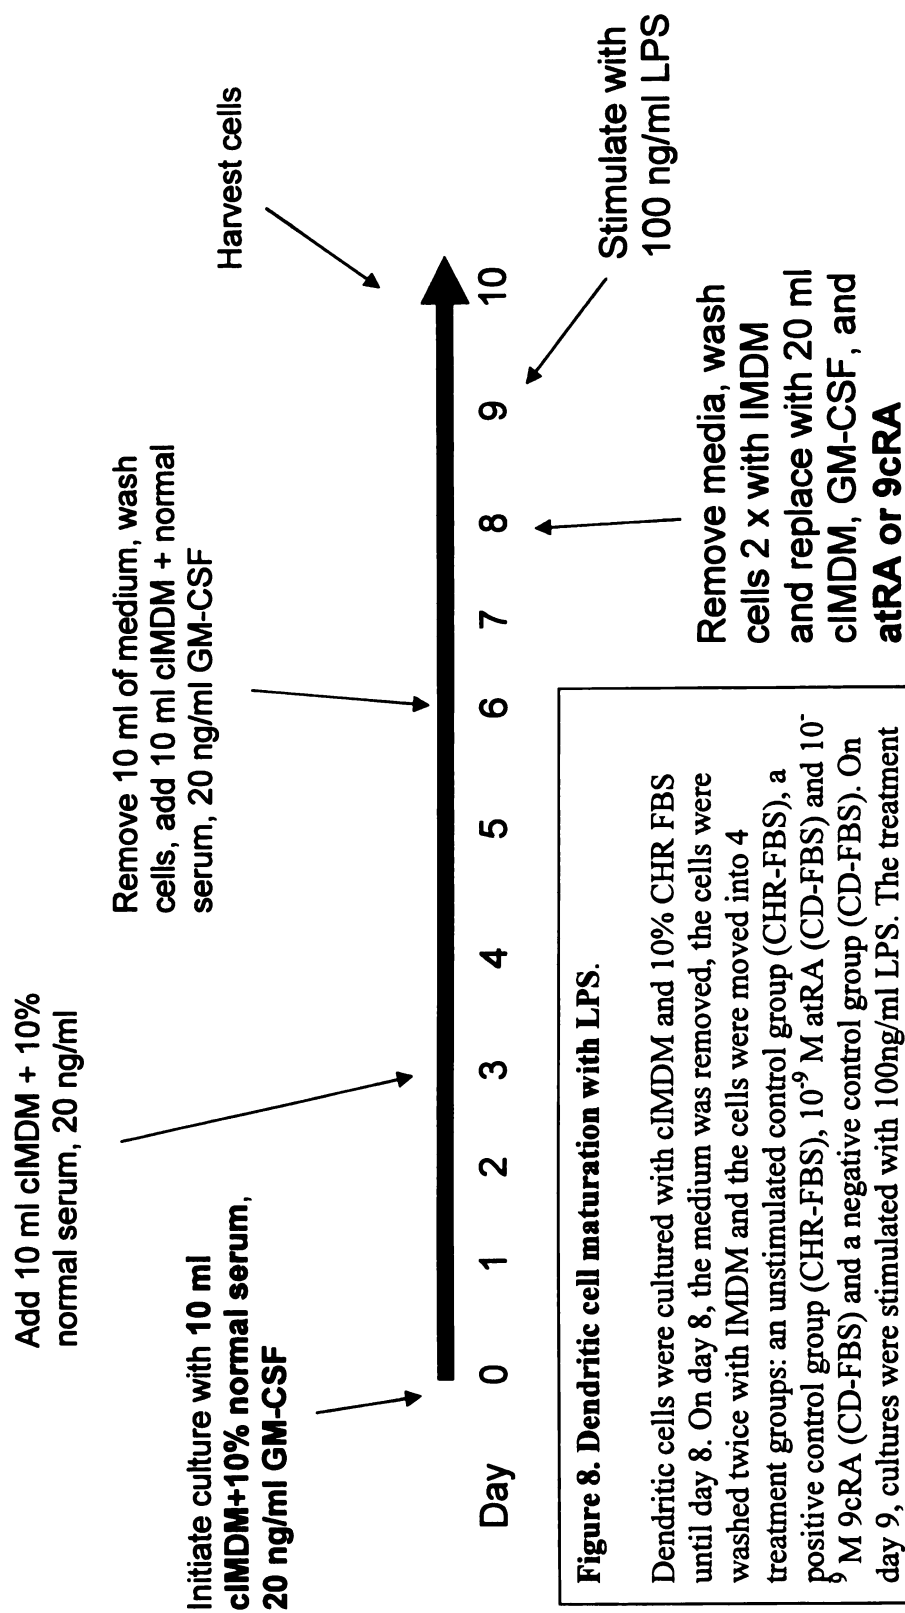 Add 10 ml cIMDM + 10%
normal serum, 20 ng/ml
Initiate culture with 10 ml
cIMDM+10% normal serum,
20 ng/ml GM-CSF
Remove 10 ml of medium, wash
cells, add 10 ml cIMDM + normal
serum, 20 ng/ml GM-CSF
Harvest cells
Day 0 1 2 3 4 5 6 7 8 9 10
Stimulate with
100 ng/ml LPS
Remove media, wash
cells 2 x with IMDM
and replace with 20 ml
cIMDM, GM-CSF, and
atRA or 9cRA
Figure 8. Dendritic cell maturation with LPS.
Dendritic cells were cultured with cIMDM and 10% CHR FBS
until day 8. On day 8, the medium was removed, the cells were
washed twice with IMDM and the cells were moved into 4
treatment groups: an unstimulated control group (CHR-FBS), a
positive control group (CHR-FBS), 10⁻⁹ M atRA (CD-FBS) and 10⁻
⁹ M 9cRA (CD-FBS) and a negative control group (CD-FBS). On
day 9, cultures were stimulated with 100ng/ml LPS. The treatment